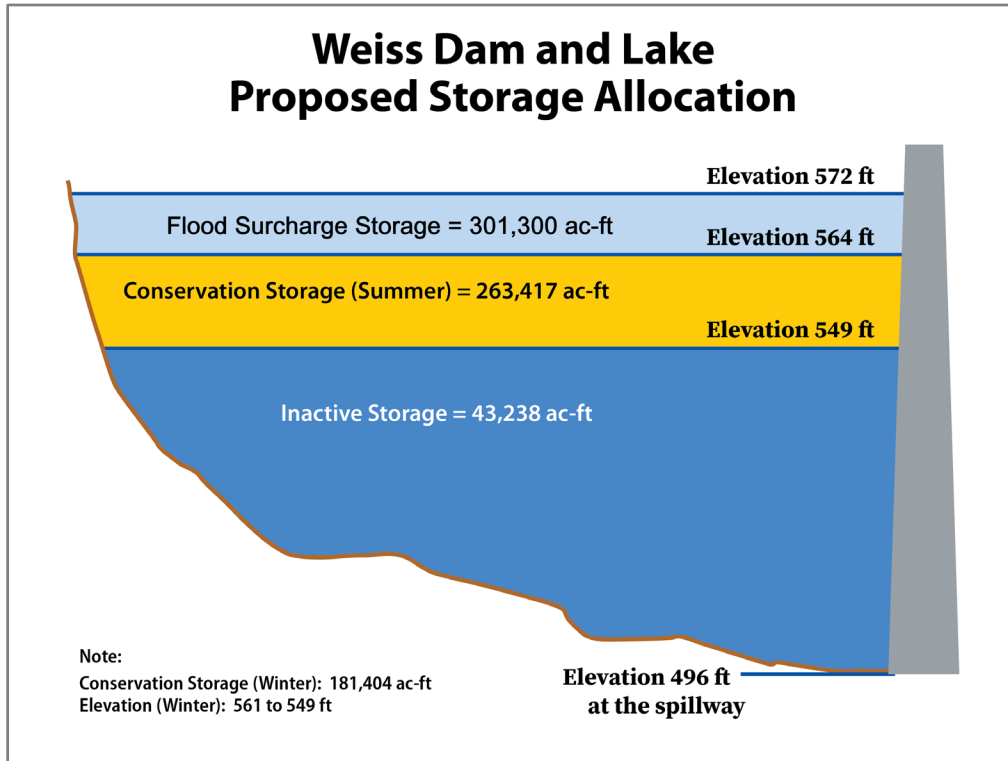 Weiss Dam and Lake
Proposed Storage Allocation
Elevation 572 ft
Flood Surcharge Storage = 301,300 ac-ft
Elevation 564 ft
Conservation Storage (Summer) = 263,417 ac-ft
Elevation 549 ft
Inactive Storage = 43,238 ac-ft
Note:
Conservation Storage (Winter): 181,404 ac-ft
Elevation (Winter): 561 to 549 ft
Elevation 496 ft
at the spillway